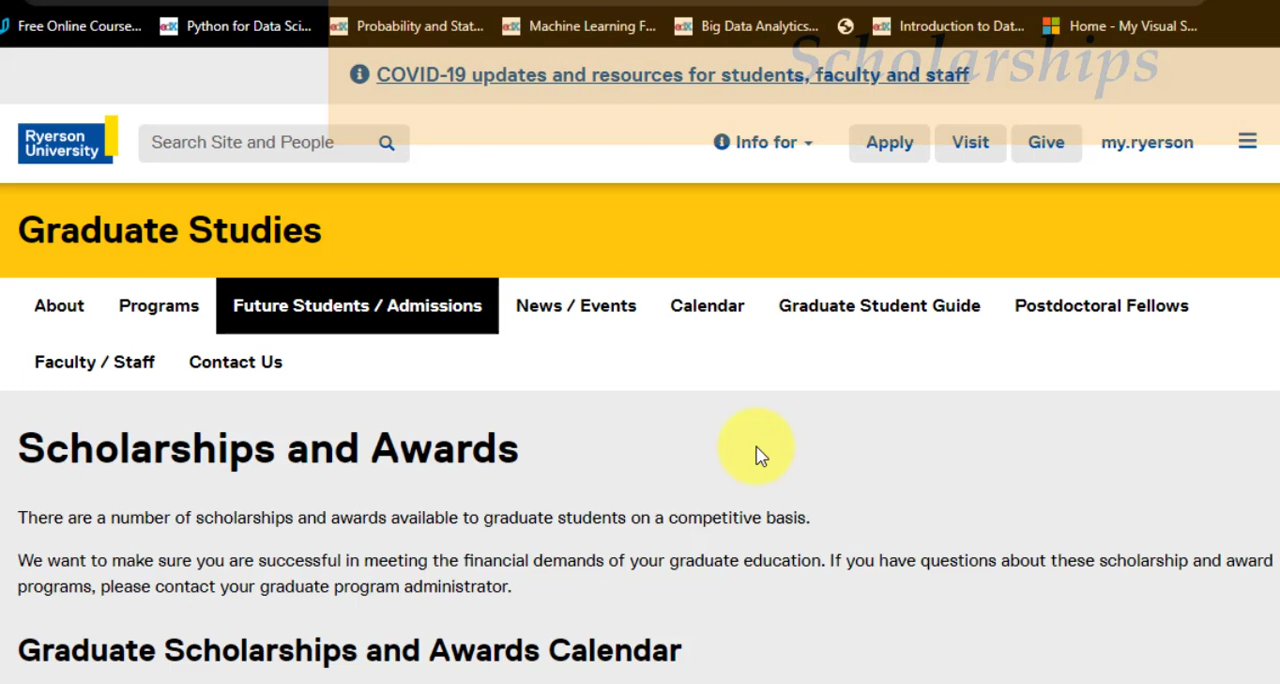 Free Online Course... Python for Data Sci... Probability and Stat... Machine Learning F... Big Data Analytics... Introduction to Dat... Home - My Visual S...
Scholarships
COVID-19 updates and resources for students, faculty and staff
Ryerson
University
Search Site and People
Info for
Apply
Visit
Give
my.ryerson
Graduate Studies
About Programs Future Students / Admissions News / Events Calendar Graduate Student Guide Postdoctoral Fellows
Faculty / Staff Contact Us
Scholarships and Awards
There are a number of scholarships and awards available to graduate students on a competitive basis.
We want to make sure you are successful in meeting the financial demands of your graduate education. If you have questions about these scholarship and award
programs, please contact your graduate program administrator.
Graduate Scholarships and Awards Calendar